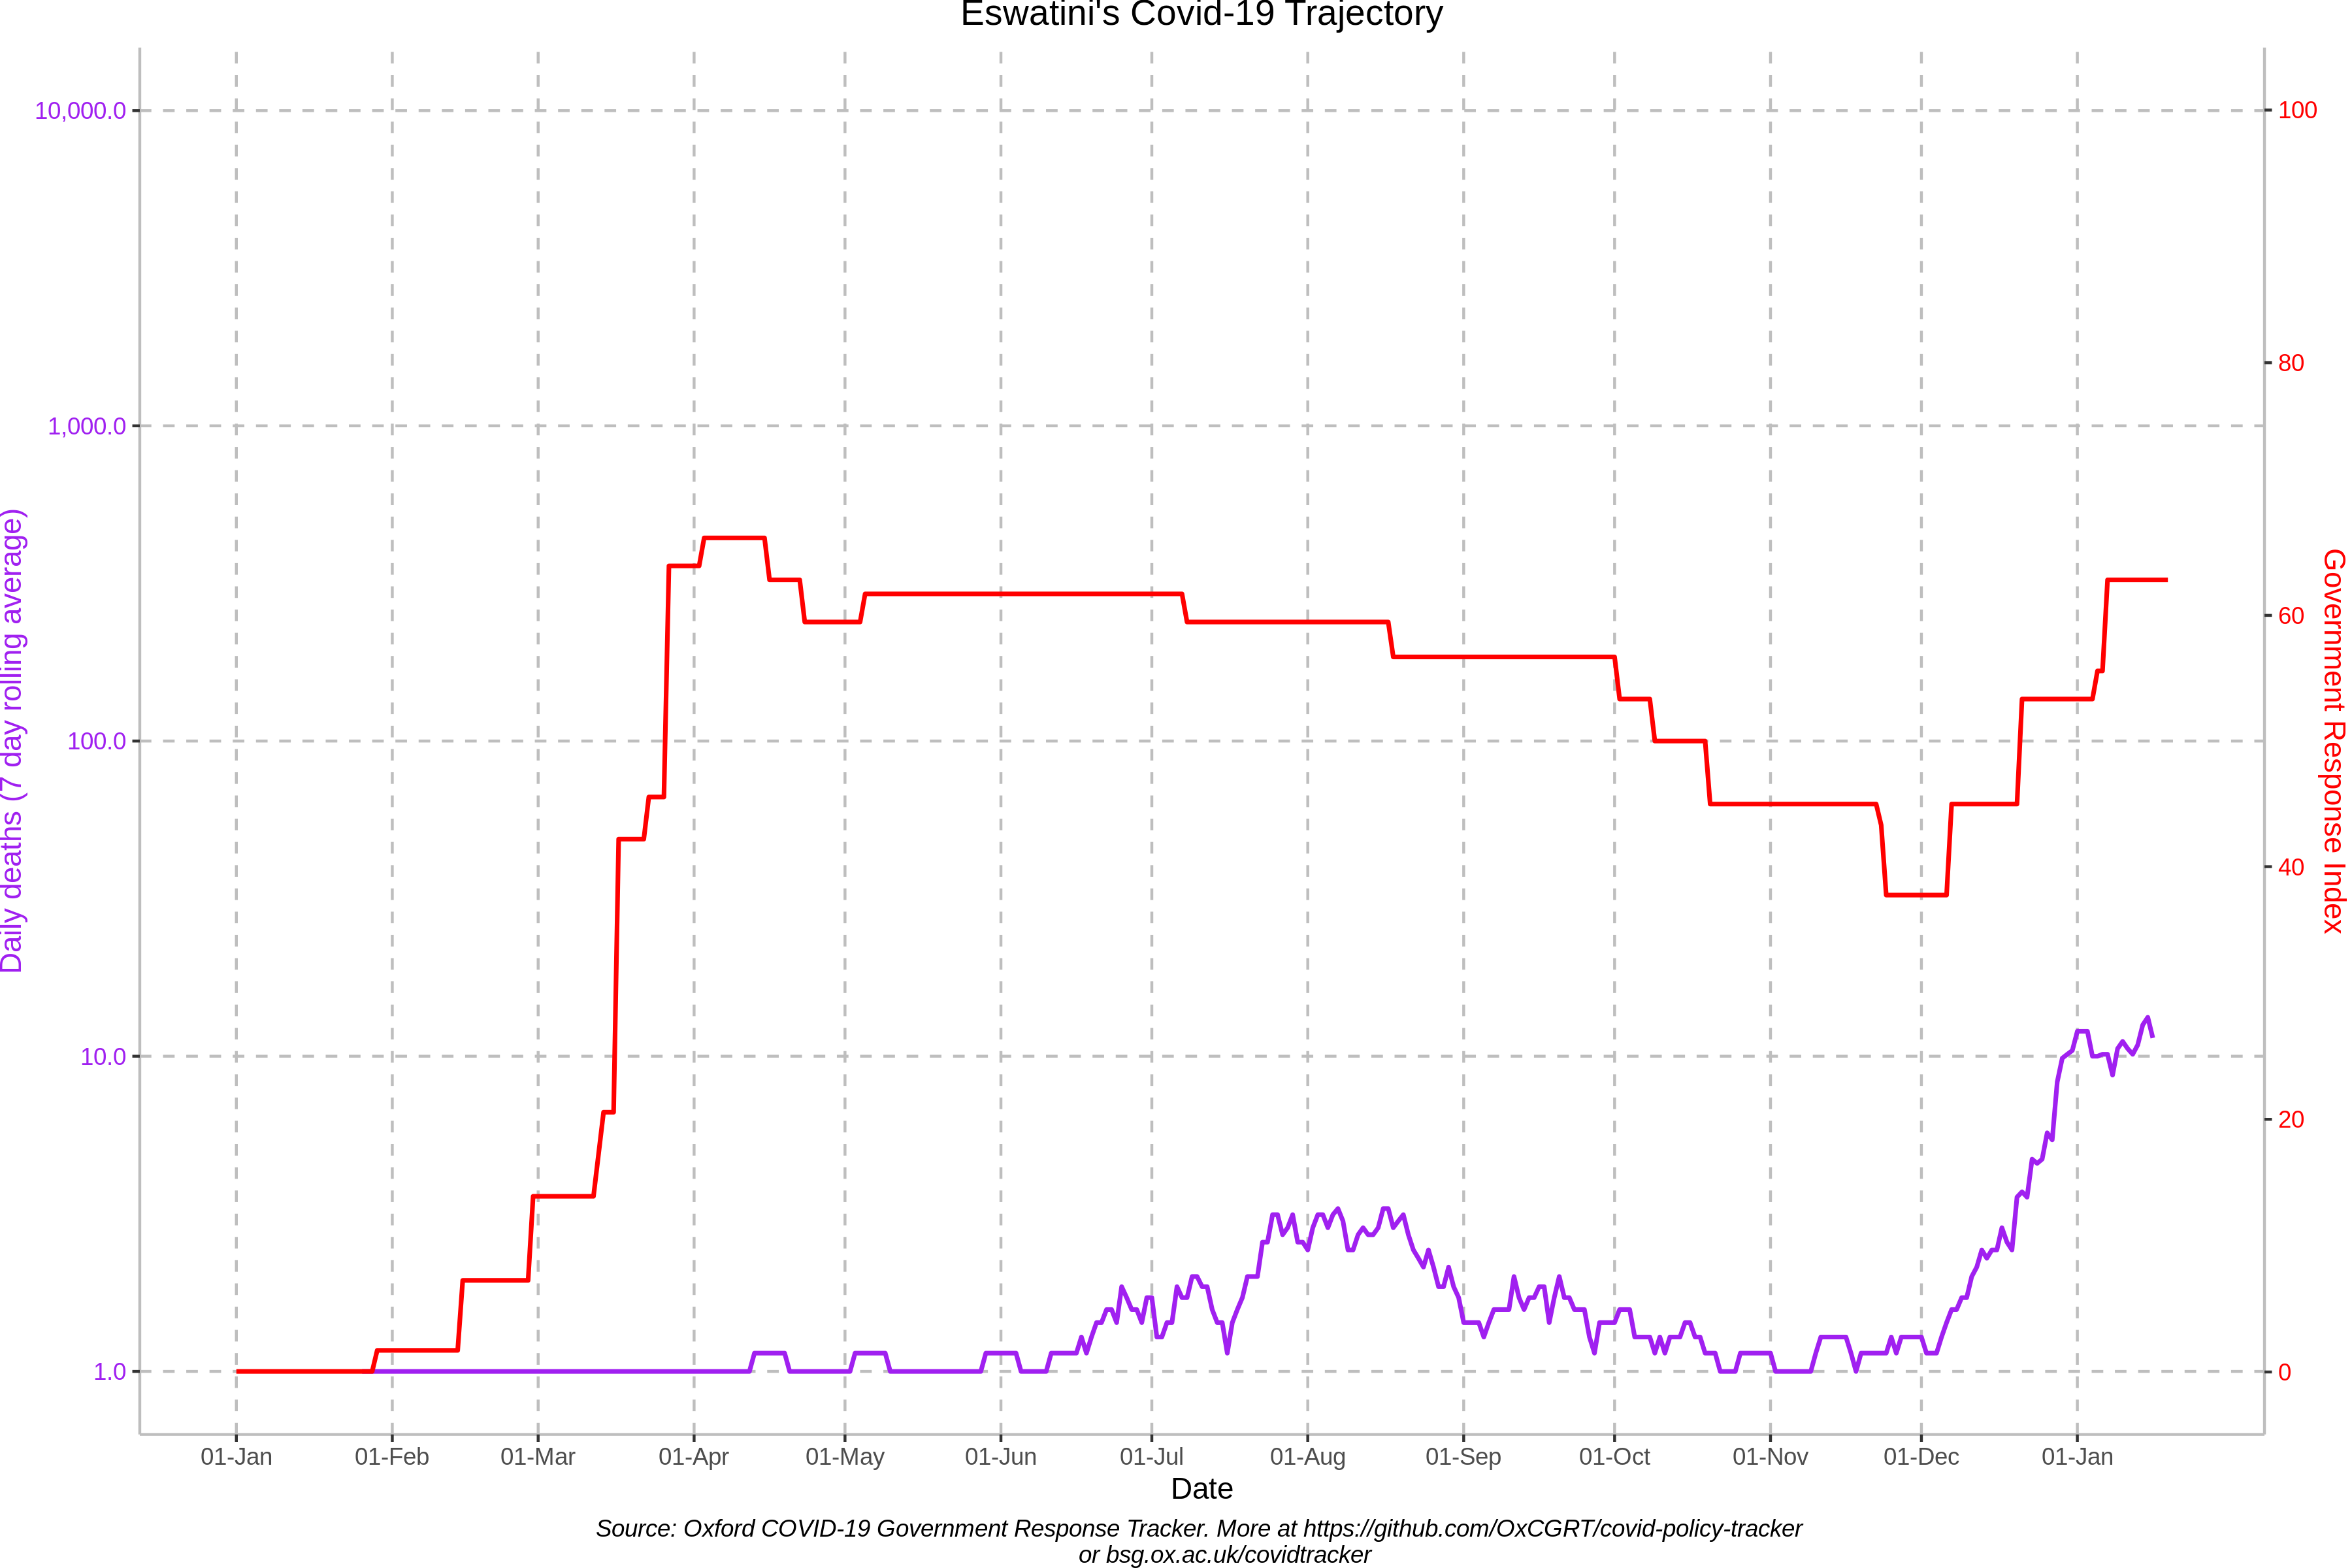 Eswatini's Covid-19 Trajectory
10,000.0
1,000.0
100.0
10.0
1.0
Daily deaths (7 day rolling average)
100
80
60
40
20
0
Government Response Index
01-Jan 01-Feb 01-Mar 01-Apr 01-May 01-Jun 01-Jul 01-Aug 01-Sep 01-Oct 01-Nov 01-Dec 01-Jan
Date
Source: Oxford COVID-19 Government Response Tracker. More at https://github.com/OxCGRT/covid-policy-tracker
or bsg.ox.ac.uk/covidtracker